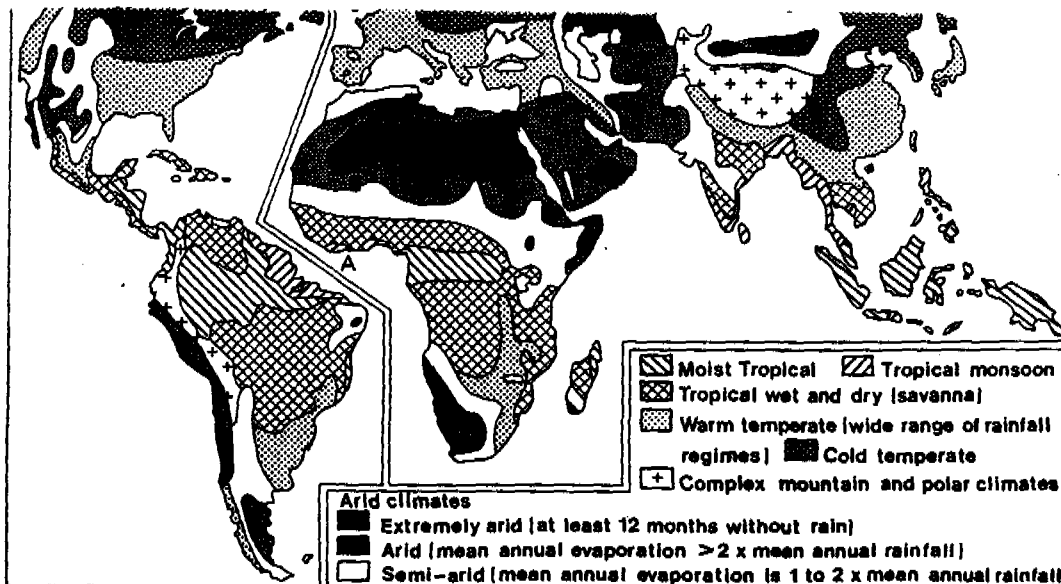 A
Moist Tropical Tropical monsoon
Tropical wet and dry (savanna)
Warm temperate (wide range of rainfall
regimes) Cold temperate
Complex mountain and polar climates
Arid climates
Extremely arid (at least 12 months without rain)
Arid (mean annual evaporation >2 x mean annual rainfall)
Semi-arid (mean annual evaporation is 1 to 2 x mean annual rainfall